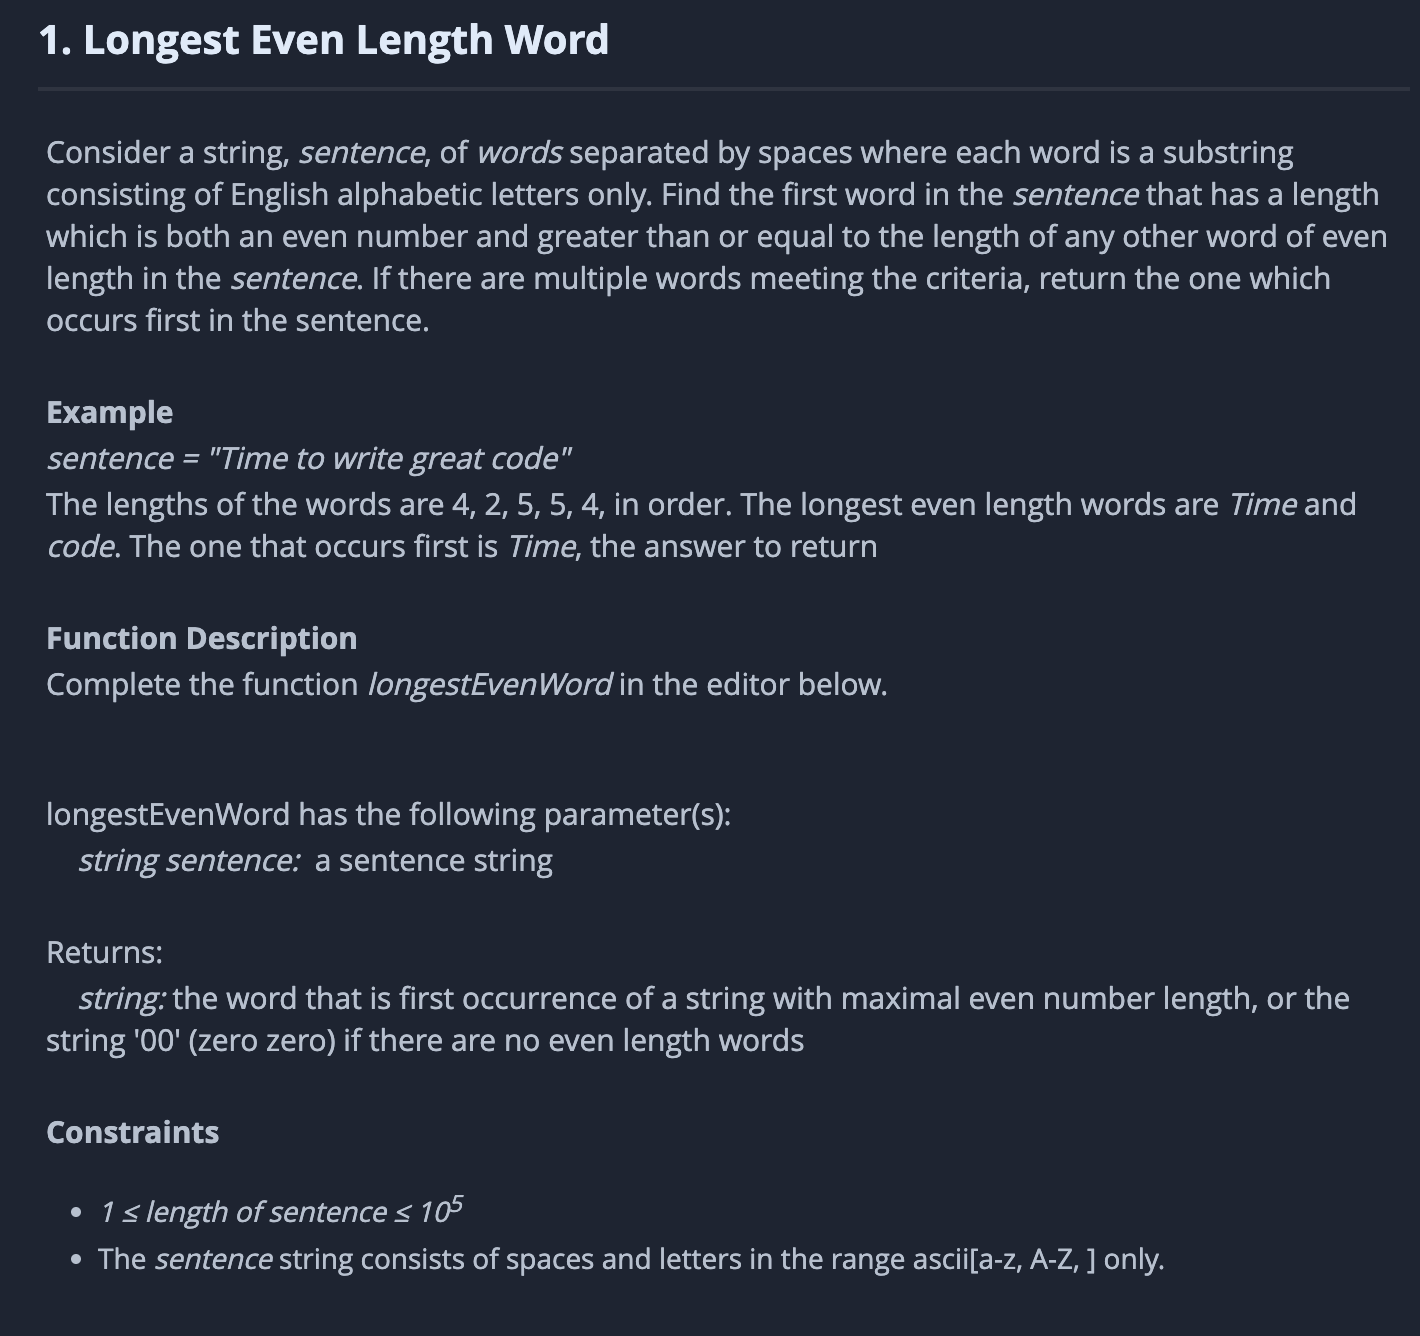 1. Longest Even Length Word
Consider a string, sentence, of words separated by spaces where each word is a substring
consisting of English alphabetic letters only. Find the first word in the sentence that has a length
which is both an even number and greater than or equal to the length of any other word of even
length in the sentence. If there are multiple words meeting the criteria, return the one which
occurs first in the sentence.
Example
sentence = "Time to write great code"
The lengths of the words are 4, 2, 5, 5, 4, in order. The longest even length words are Time and
code. The one that occurs first is Time, the answer to return
Function Description
Complete the function longestEvenWord in the editor below.
longestEvenWord has the following parameter(s):
string sentence: a sentence string
Returns:
string: the word that is first occurrence of a string with maximal even number length, or the
string '00' (zero zero) if there are no even length words
Constraints
• 1 ≤ length of sentence ≤ 10⁵
• The sentence string consists of spaces and letters in the range ascii[a-z, A-Z, ] only.